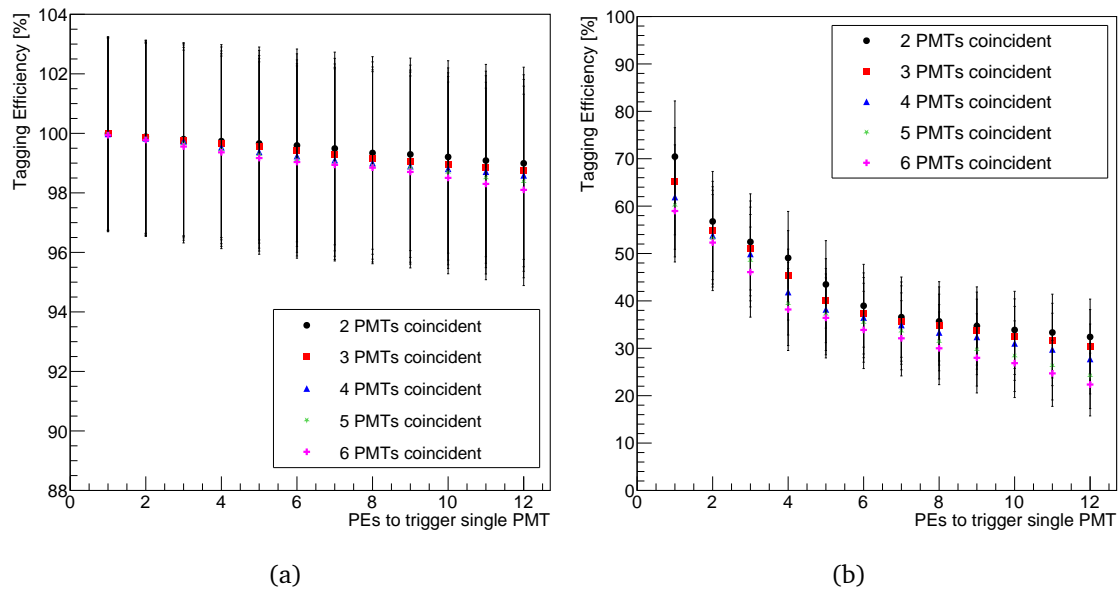 Tagging Efficiency [%]
104
102
100
98
96
94
92
90
88
2 PMTs coincident
3 PMTs coincident
4 PMTs coincident
5 PMTs coincident
6 PMTs coincident
0 2 4 6 8 10 12
PEs to trigger single PMT
(a)
Tagging Efficiency [%]
100
90
80
70
60
50
40
30
20
10
0
2 PMTs coincident
3 PMTs coincident
4 PMTs coincident
5 PMTs coincident
6 PMTs coincident
0 2 4 6 8 10 12
PEs to trigger single PMT
(b)